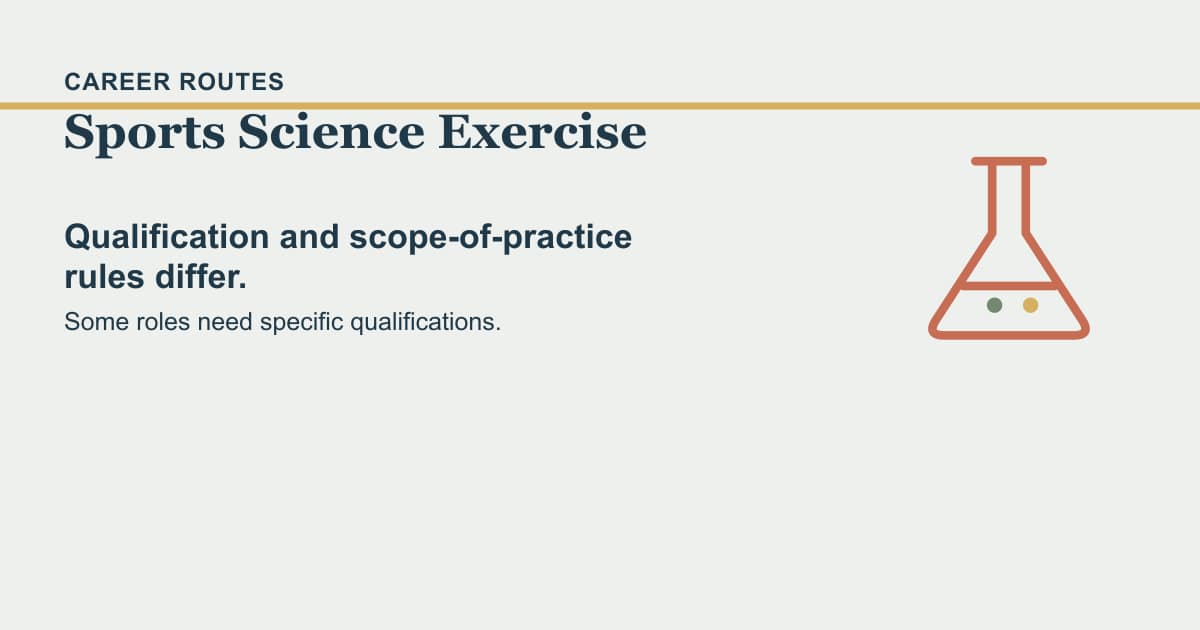 CAREER ROUTES
Sports Science Exercise
Qualification and scope-of-practice
rules differ.
Some roles need specific qualifications.